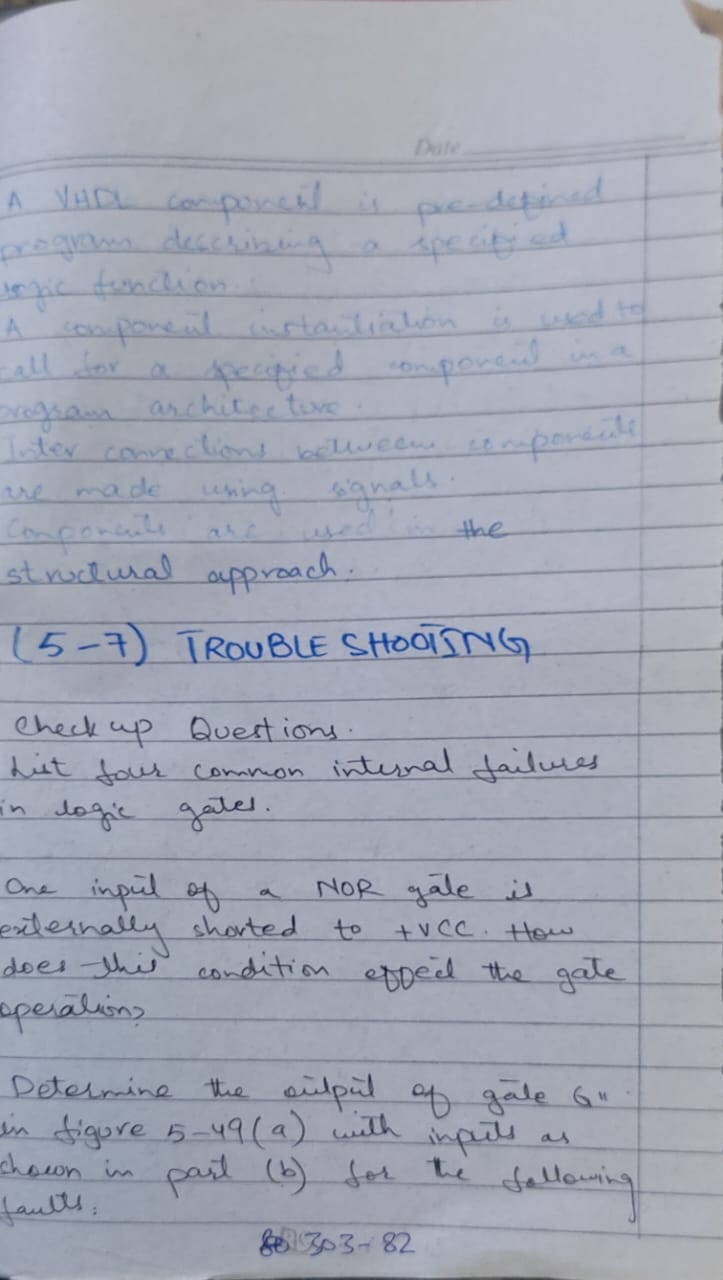 Date
A VHDL component is pre-defined
program describing a specified
logic function.
A component instantiation is used to
call for a specified component in a
program architecture.
Inter connections between components
are made using signals.
Components are used in the
structural approach.
(5-7) TROUBLE SHOOTING
Check up Questions.
List four common internal failures
in logic gates.
One input of a NOR gate is
externally shorted to +VCC. How
does this condition effect the gate
operation?
Determine the output of gate G"
in figure 5-49(a) with inputs as
shown in part (b) for the following
faults:
303-82